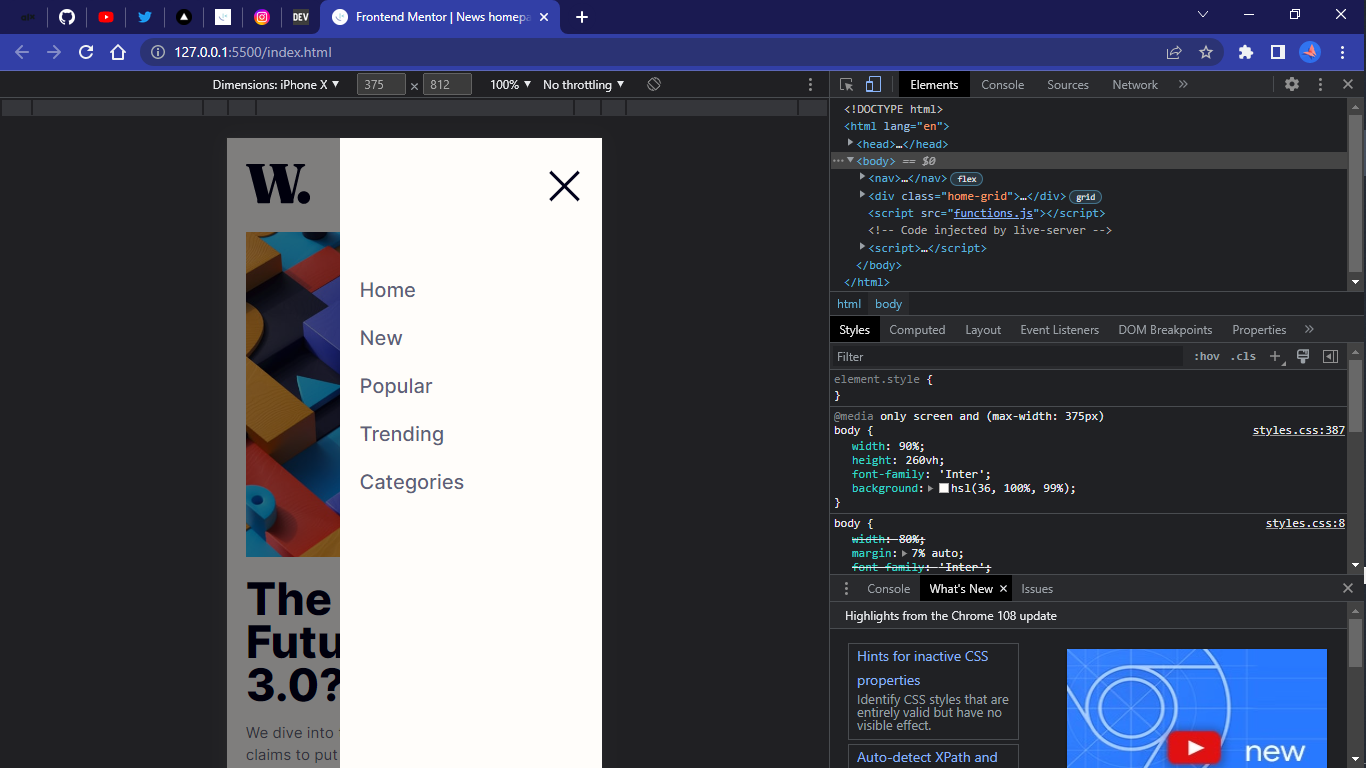 DEV
Frontend Mentor | News homepa
127.0.0.1:5500/index.html
Dimensions: iPhone X ▼ 375 × 812 100% ▼ No throttling ▼
Elements Console Sources Network »
<!DOCTYPE html>
<html lang="en">
<head>…</head>
<body> == $0
<nav>…</nav> flex
<div class="home-grid">…</div> grid
<script src="functions.js"></script>
<!-- Code injected by live-server -->
<script>…</script>
</body>
</html>
html body
Styles Computed Layout Event Listeners DOM Breakpoints Properties »
Filter :hov .cls
element.style {
}
@media only screen and (max-width: 375px)
body { styles.css:387
width: 90%;
height: 260vh;
font-family: 'Inter';
background: hsl(36, 100%, 99%);
}
body { styles.css:8
width: 80%;
margin: 7% auto;
font-family: 'Inter';
Console What's New × Issues
Highlights from the Chrome 108 update
Hints for inactive CSS
properties
Identify CSS styles that are
entirely valid but have no
visible effect.
Auto-detect XPath and
new
W.
Home
New
Popular
Trending
Categories
The
Futu
3.0?
We dive into
claims to put